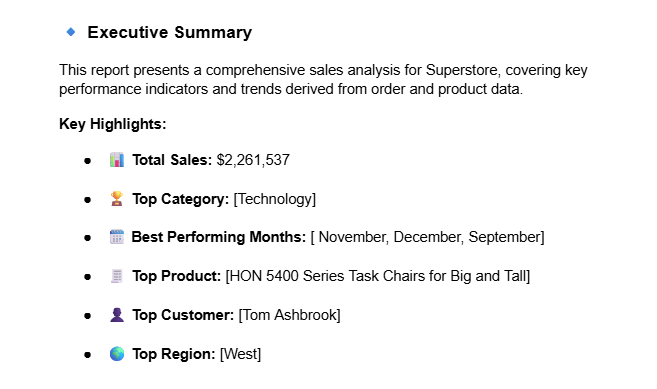 Executive Summary
This report presents a comprehensive sales analysis for Superstore, covering key
performance indicators and trends derived from order and product data.
Key Highlights:
Total Sales: $2,261,537
Top Category: [Technology]
Best Performing Months: [ November, December, September]
Top Product: [HON 5400 Series Task Chairs for Big and Tall]
Top Customer: [Tom Ashbrook]
Top Region: [West]